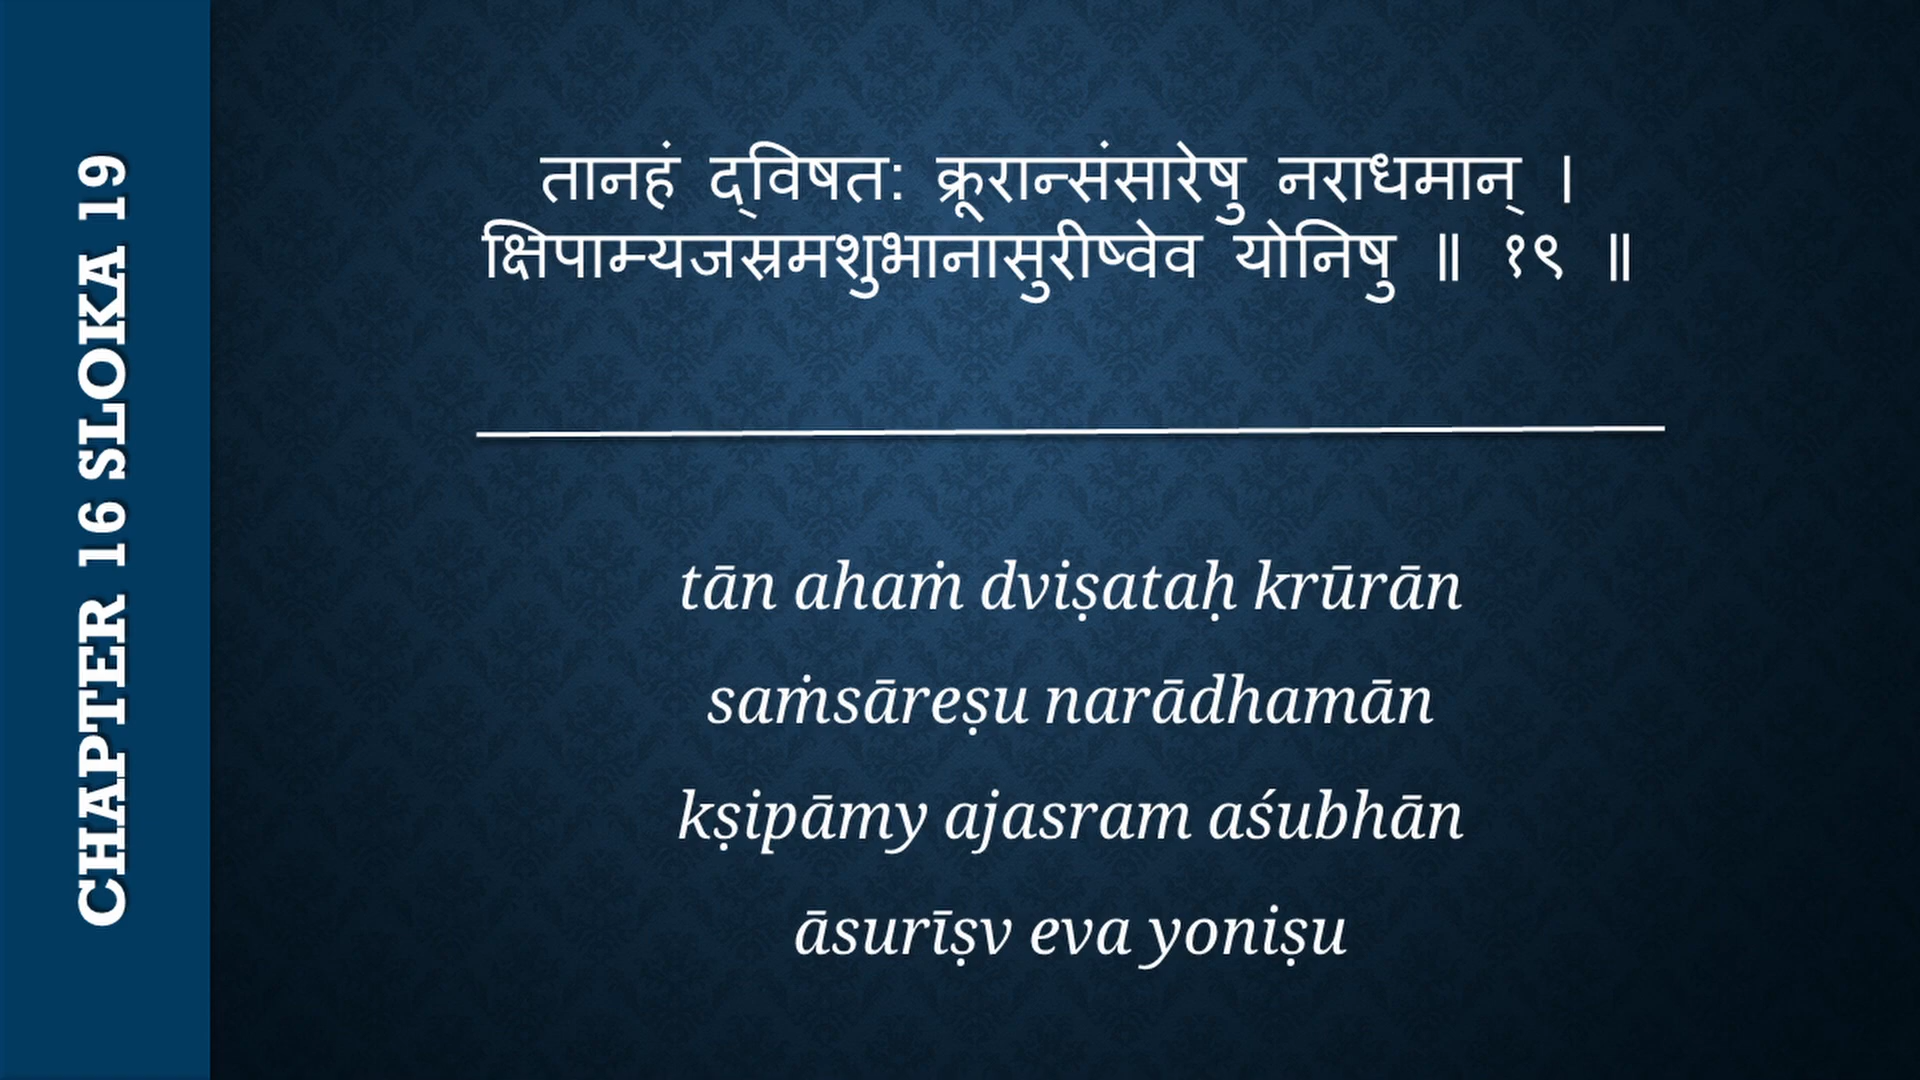 CHAPTER 16 SLOKA 19
तानहं द्‌विषत: क्रूरान्संसारेषु नराधमान् ।
क्षिपाम्यजस्रमशुभानासुरीष्वेव योनिषु ॥ १९ ॥
tān ahaṁ dviṣataḥ krūrān
saṁsāreṣu narādhamān
kṣipāmy ajasram aśubhān
āsurīṣv eva yoniṣu